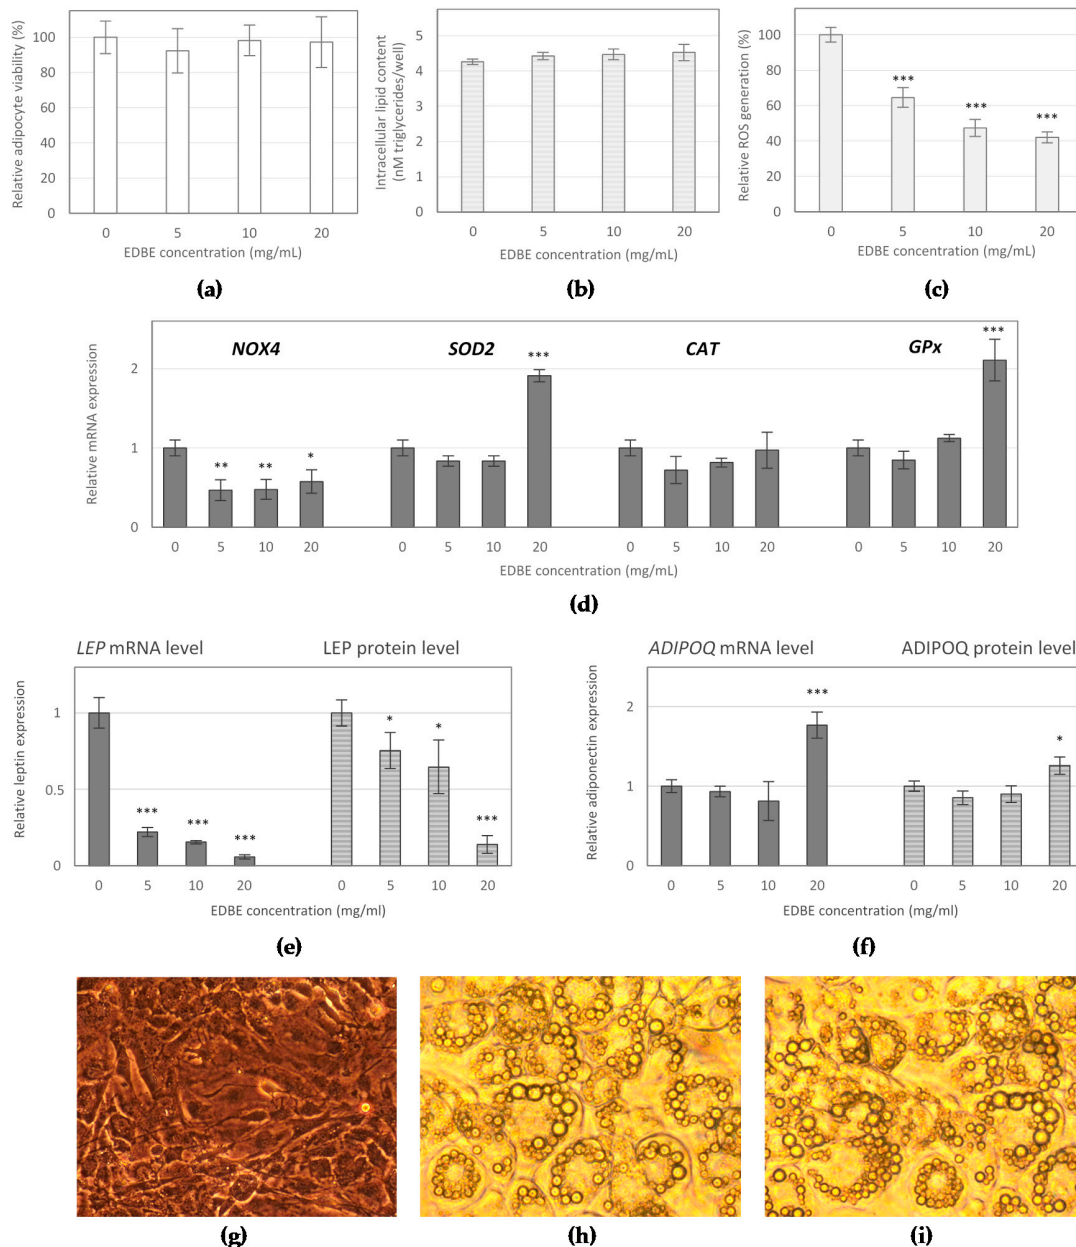 Relative adipocyte viability (%)
100
80
60
40
20
0
0 5 10 20
EDBE concentration (mg/mL)
(a)
Intracellular lipid content
(nM triglycerides/well)
5
4
3
2
1
0
0 5 10 20
EDBE concentration (mg/mL)
(b)
Relative ROS generation (%)
100
80
60
40
20
0
*** *** ***
0 5 10 20
EDBE concentration (mg/mL)
(c)
Relative mRNA expression
2
1
0
NOX4 SOD2 CAT GPx
** ** * *** ***
0 5 10 20 0 5 10 20 0 5 10 20 0 5 10 20
EDBE concentration (mg/mL)
(d)
LEP mRNA level LEP protein level
Relative leptin expression
1
0.5
0
*** *** *** * * ***
0 5 10 20 0 5 10 20
EDBE concentration (mg/ml)
(e)
ADIPOQ mRNA level ADIPOQ protein level
Relative adiponectin expression
2
1
0
*** *
0 5 10 20 0 5 10 20
EDBE concentration (mg/ml)
(f)
(g) (h) (i)